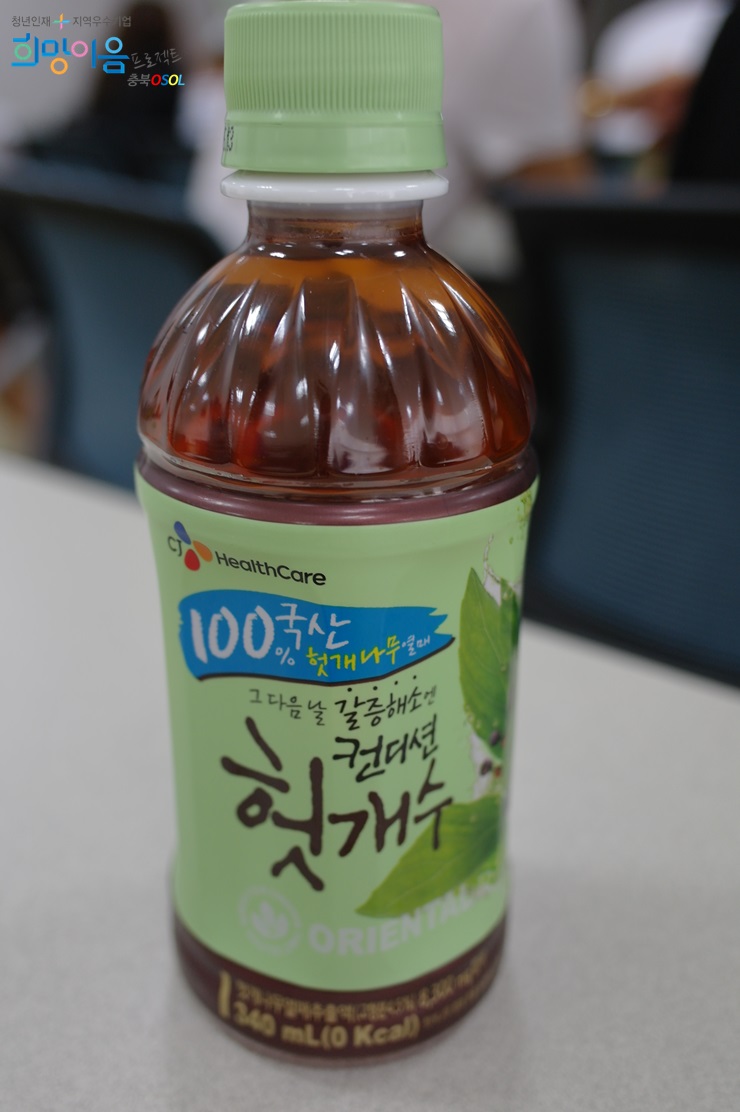 청년인재+지역우수기업
희망이음 프로젝트
충북OSOL
CJ HealthCare
100% 국산
헛개나무열매
그 다음날 갈증해소엔
컨디션
헛개수
ORIENTAL
340 mL(0 Kcal)